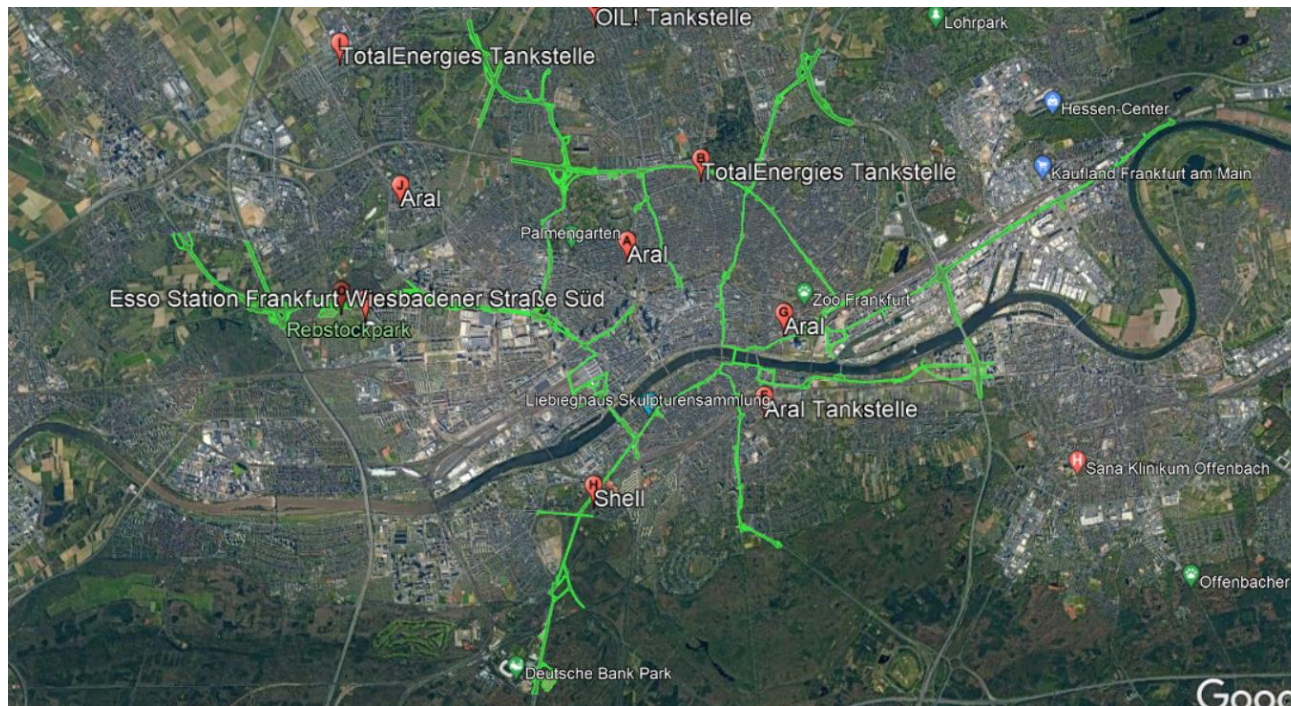 OIL! Tankstelle
Lohrpark
I
TotalEnergies Tankstelle
Hessen-Center
B
TotalEnergies Tankstelle
Kaufland Frankfurt am Main
J
Aral
Palmengarten
A
Aral
Esso Station Frankfurt Wiesbadener Straße Süd
Zoo Frankfurt
G
Aral
Rebstockpark
Liebieghaus Skulpturensammlung
Aral Tankstelle
H
Sana Klinikum Offenbach
H
Shell
Offenbacher
Deutsche Bank Park
Goog